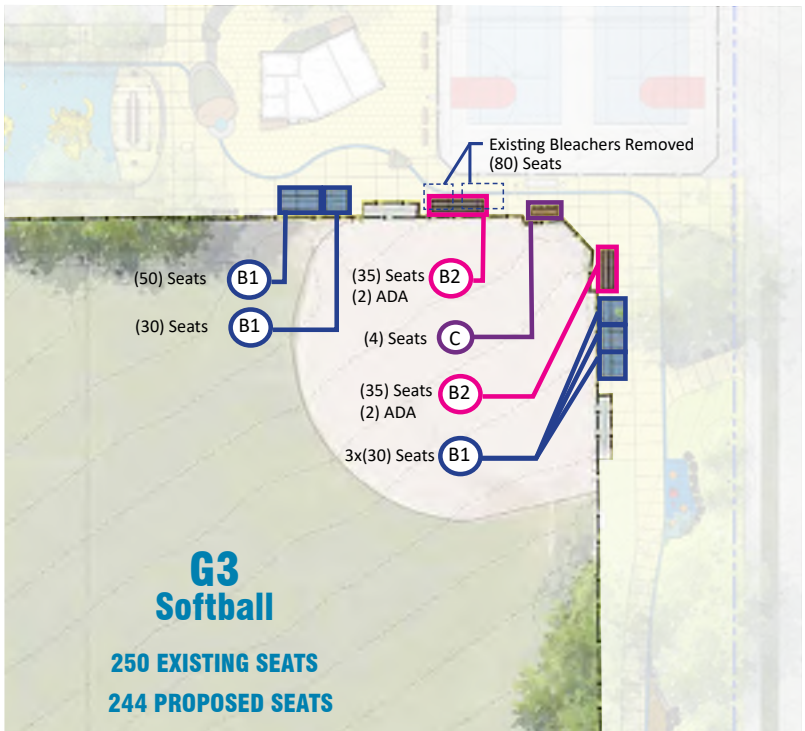 Existing Bleachers Removed
(80) Seats
(50) Seats B1
(35) Seats B2
(2) ADA
(30) Seats B1
(4) Seats C
(35) Seats B2
(2) ADA
3x(30) Seats B1
G3
Softball
250 EXISTING SEATS
244 PROPOSED SEATS